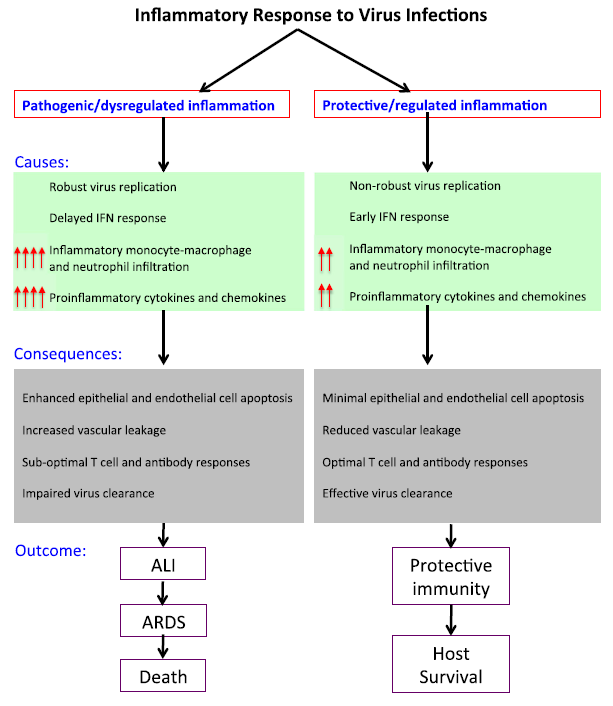 Inflammatory Response to Virus Infections
Pathogenic/dysregulated inflammation
Protective/regulated inflammation
Causes:
Robust virus replication
Delayed IFN response
Inflammatory monocyte-macrophage
and neutrophil infiltration
Proinflammatory cytokines and chemokines
Non-robust virus replication
Early IFN response
Inflammatory monocyte-macrophage
and neutrophil infiltration
Proinflammatory cytokines and chemokines
Consequences:
Enhanced epithelial and endothelial cell apoptosis
Increased vascular leakage
Sub-optimal T cell and antibody responses
Impaired virus clearance
Minimal epithelial and endothelial cell apoptosis
Reduced vascular leakage
Optimal T cell and antibody responses
Effective virus clearance
Outcome:
ALI
ARDS
Death
Protective
immunity
Host
Survival